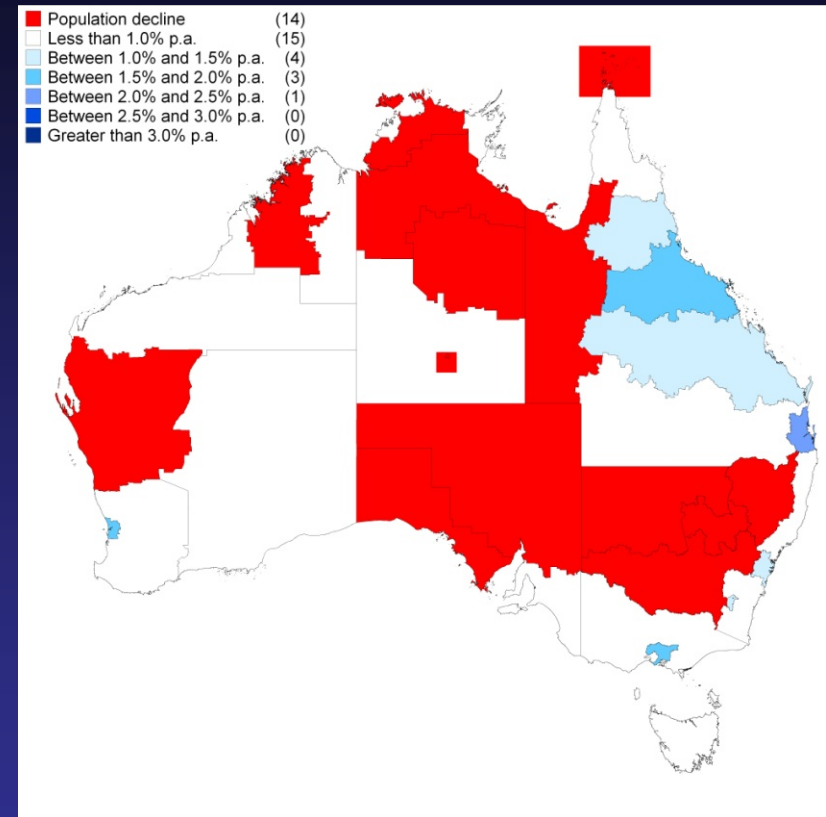 Population decline (14)
Less than 1.0% p.a. (15)
Between 1.0% and 1.5% p.a. (4)
Between 1.5% and 2.0% p.a. (3)
Between 2.0% and 2.5% p.a. (1)
Between 2.5% and 3.0% p.a. (0)
Greater than 3.0% p.a. (0)